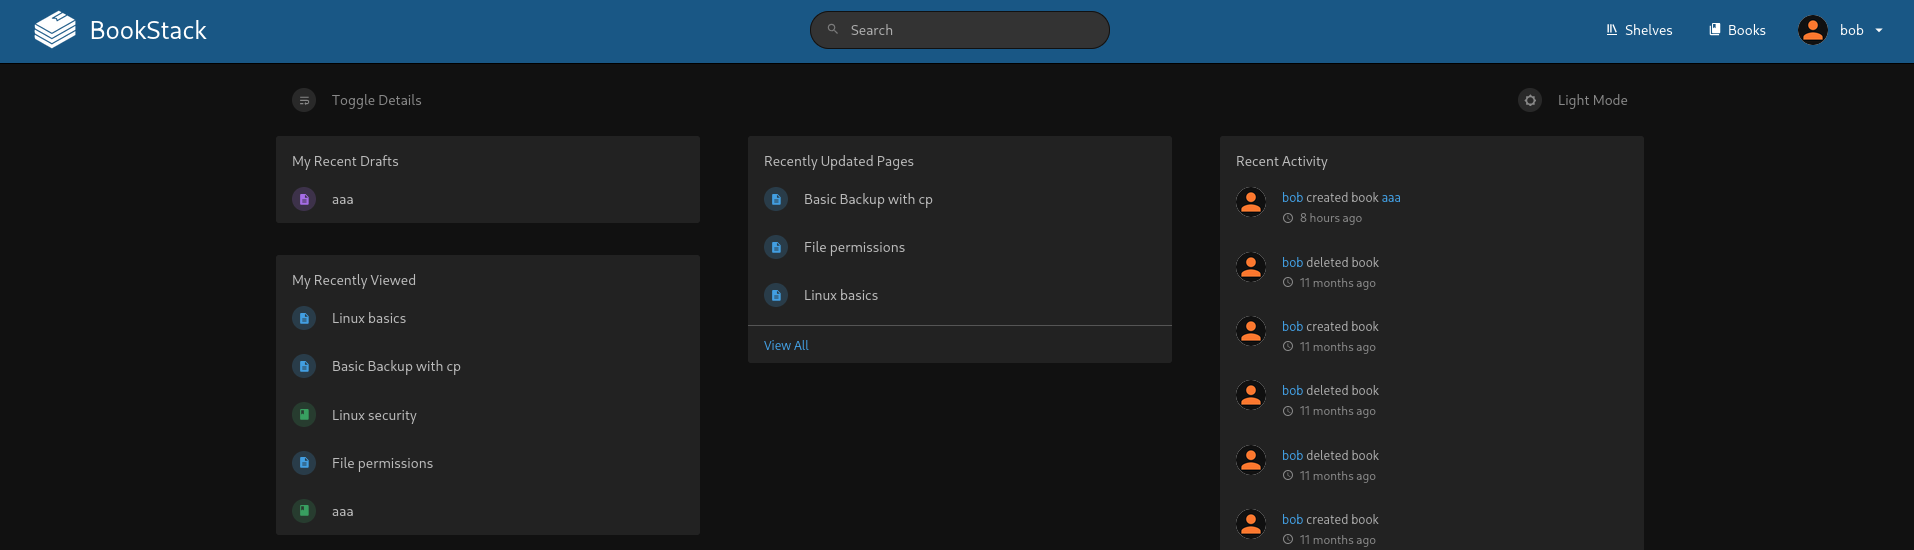 BookStack
Search
Shelves
Books
bob
Toggle Details
Light Mode
My Recent Drafts
aaa
My Recently Viewed
Linux basics
Basic Backup with cp
Linux security
File permissions
aaa
Recently Updated Pages
Basic Backup with cp
File permissions
Linux basics
View All
Recent Activity
bob created book aaa
8 hours ago
bob deleted book
11 months ago
bob created book
11 months ago
bob deleted book
11 months ago
bob deleted book
11 months ago
bob created book
11 months ago